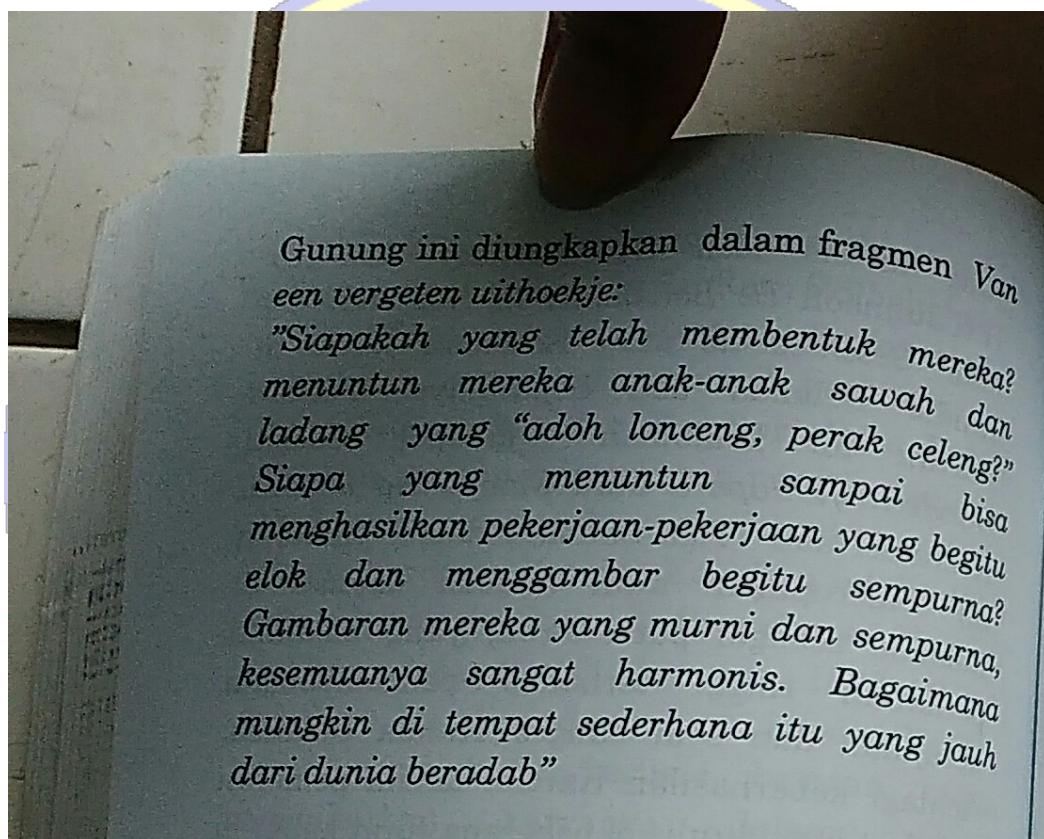 Gunung ini diungkapkan dalam fragmen Van
een vergeten uithoekje:
"Siapakah yang telah membentuk mereka?
menuntun mereka anak-anak sawah dan
ladang yang “adoh lonceng, perak celeng?”
Siapa yang menuntun sampai bisa
menghasilkan pekerjaan-pekerjaan yang begitu
elok dan menggambar begitu sempurna?
Gambaran mereka yang murni dan sempurna,
kesemuanya sangat harmonis. Bagaimana
mungkin di tempat sederhana itu yang jauh
dari dunia beradab”